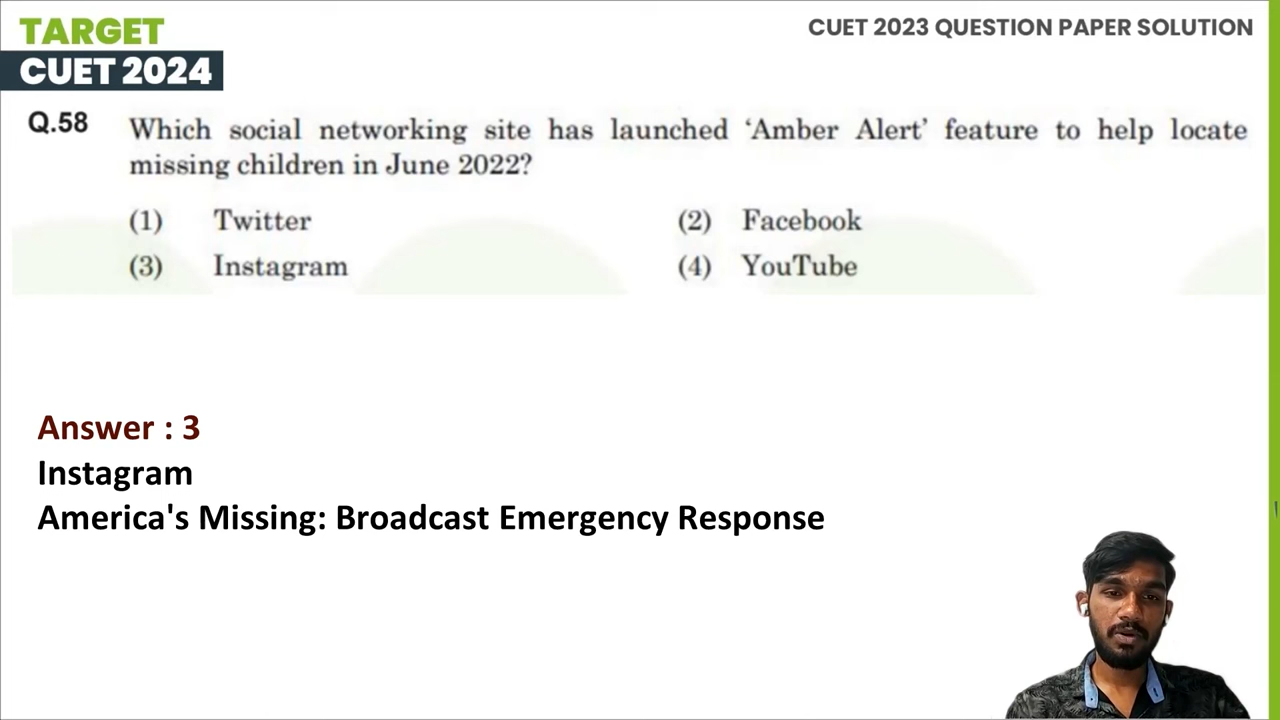 TARGET
CUET 2024
CUET 2023 QUESTION PAPER SOLUTION
Q.58
Which social networking site has launched ‘Amber Alert’ feature to help locate
missing children in June 2022?
(1) Twitter (2) Facebook
(3) Instagram (4) YouTube
Answer : 3
Instagram
America's Missing: Broadcast Emergency Response